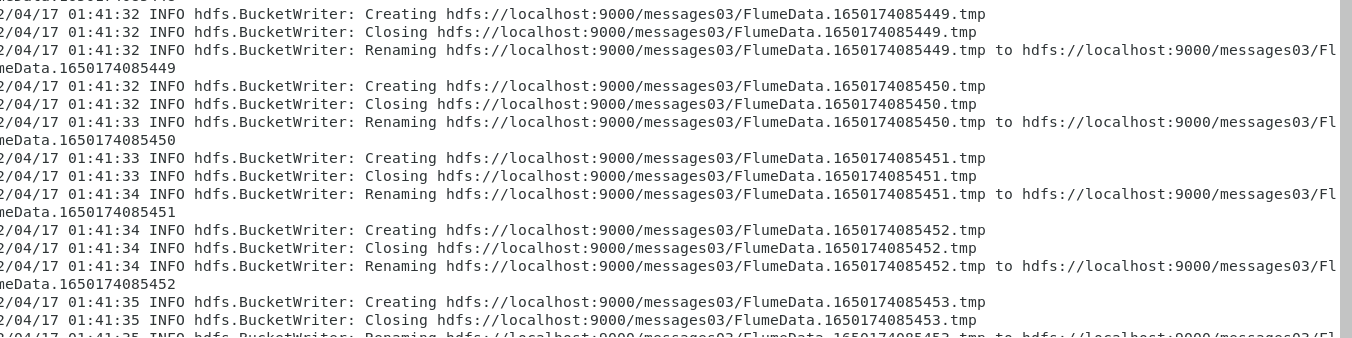 2/04/17 01:41:32 INFO hdfs.BucketWriter: Creating hdfs://localhost:9000/messages03/FlumeData.1650174085449.tmp
2/04/17 01:41:32 INFO hdfs.BucketWriter: Closing hdfs://localhost:9000/messages03/FlumeData.1650174085449.tmp
2/04/17 01:41:32 INFO hdfs.BucketWriter: Renaming hdfs://localhost:9000/messages03/FlumeData.1650174085449.tmp to hdfs://localhost:9000/messages03/Fl
meData.1650174085449
2/04/17 01:41:32 INFO hdfs.BucketWriter: Creating hdfs://localhost:9000/messages03/FlumeData.1650174085450.tmp
2/04/17 01:41:32 INFO hdfs.BucketWriter: Closing hdfs://localhost:9000/messages03/FlumeData.1650174085450.tmp
2/04/17 01:41:33 INFO hdfs.BucketWriter: Renaming hdfs://localhost:9000/messages03/FlumeData.1650174085450.tmp to hdfs://localhost:9000/messages03/Fl
meData.1650174085450
2/04/17 01:41:33 INFO hdfs.BucketWriter: Creating hdfs://localhost:9000/messages03/FlumeData.1650174085451.tmp
2/04/17 01:41:33 INFO hdfs.BucketWriter: Closing hdfs://localhost:9000/messages03/FlumeData.1650174085451.tmp
2/04/17 01:41:34 INFO hdfs.BucketWriter: Renaming hdfs://localhost:9000/messages03/FlumeData.1650174085451.tmp to hdfs://localhost:9000/messages03/Fl
meData.1650174085451
2/04/17 01:41:34 INFO hdfs.BucketWriter: Creating hdfs://localhost:9000/messages03/FlumeData.1650174085452.tmp
2/04/17 01:41:34 INFO hdfs.BucketWriter: Closing hdfs://localhost:9000/messages03/FlumeData.1650174085452.tmp
2/04/17 01:41:34 INFO hdfs.BucketWriter: Renaming hdfs://localhost:9000/messages03/FlumeData.1650174085452.tmp to hdfs://localhost:9000/messages03/Fl
meData.1650174085452
2/04/17 01:41:35 INFO hdfs.BucketWriter: Creating hdfs://localhost:9000/messages03/FlumeData.1650174085453.tmp
2/04/17 01:41:35 INFO hdfs.BucketWriter: Closing hdfs://localhost:9000/messages03/FlumeData.1650174085453.tmp